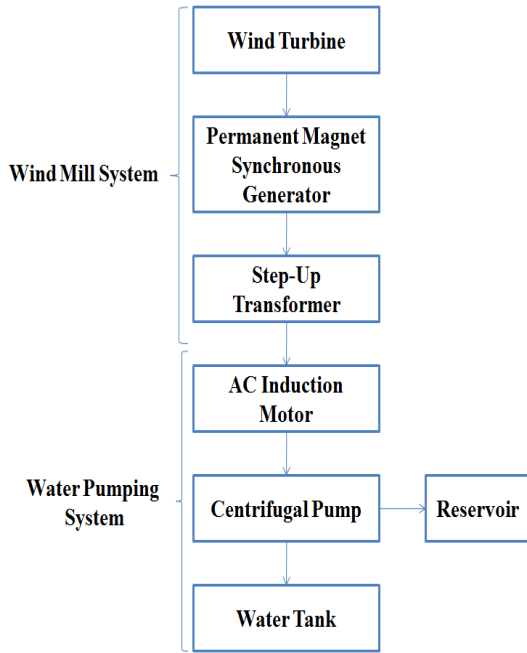 Wind Turbine
Permanent Magnet
Synchronous
Generator
Wind Mill System
Step-Up
Transformer
AC Induction
Motor
Water Pumping
System
Centrifugal Pump
Reservoir
Water Tank